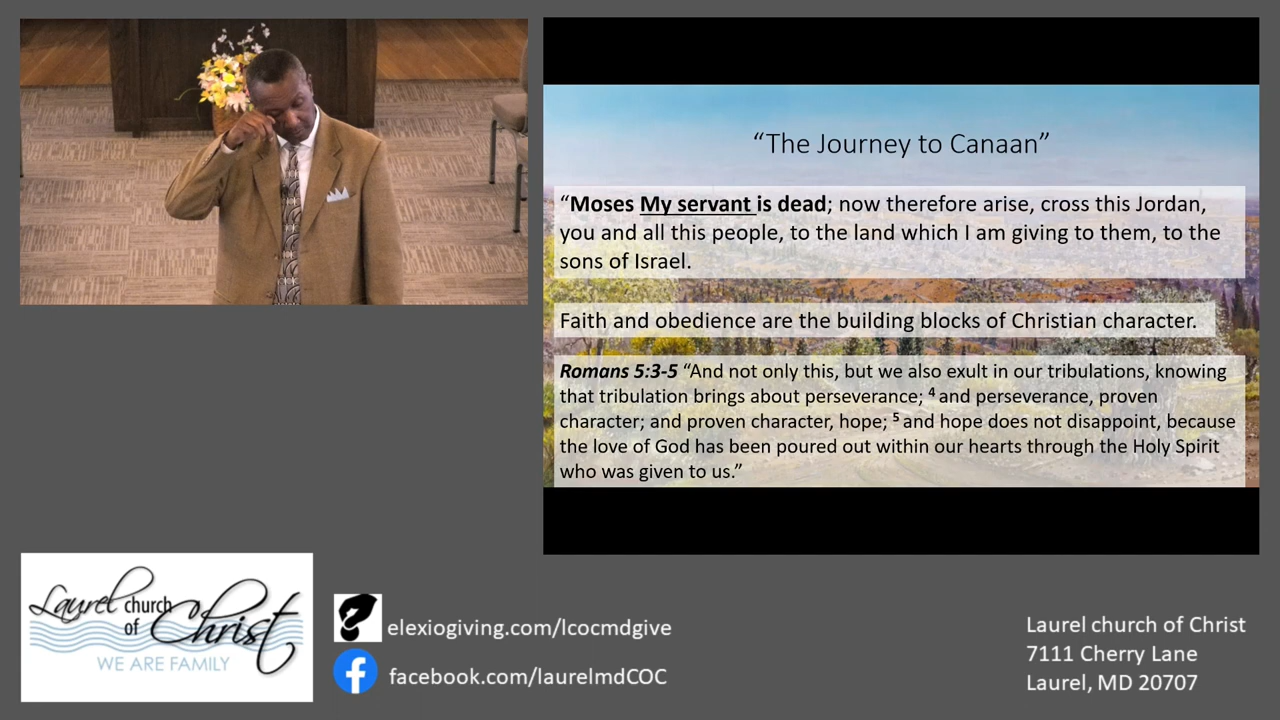 “The Journey to Canaan”
“Moses My servant is dead; now therefore arise, cross this Jordan,
you and all this people, to the land which I am giving to them, to the
sons of Israel.
Faith and obedience are the building blocks of Christian character.
Romans 5:3-5 “And not only this, but we also exult in our tribulations, knowing
that tribulation brings about perseverance; 4 and perseverance, proven
character; and proven character, hope; 5 and hope does not disappoint, because
the love of God has been poured out within our hearts through the Holy Spirit
who was given to us.”
Laurel church
of Christ
WE ARE FAMILY
elexiogiving.com/lcocmdgive
facebook.com/laurelmdCOC
Laurel church of Christ
7111 Cherry Lane
Laurel, MD 20707